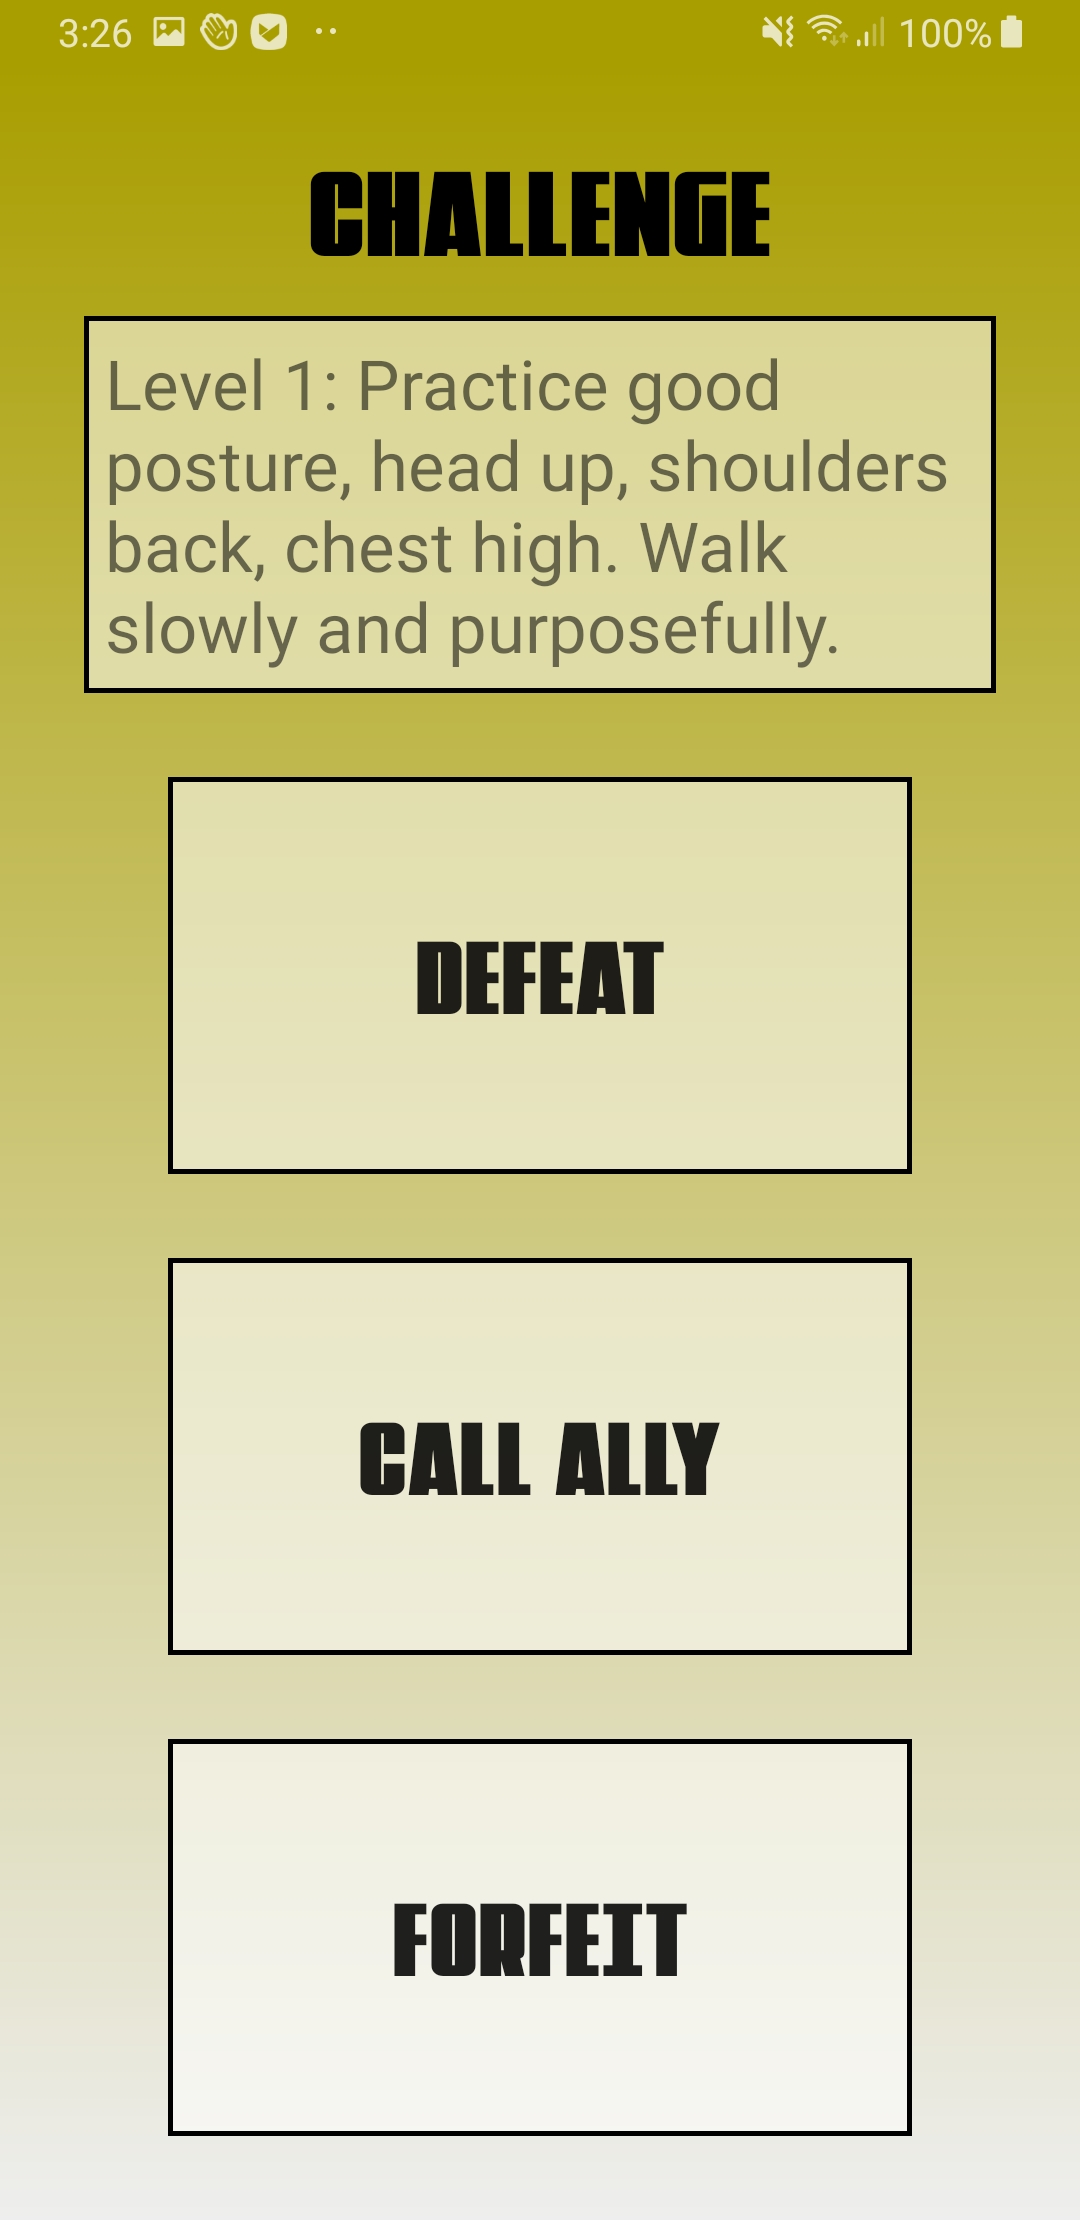 3:26 100%
CHALLENGE
Level 1: Practice good
posture, head up, shoulders
back, chest high. Walk
slowly and purposefully.
DEFEAT
CALL ALLY
FORFEIT